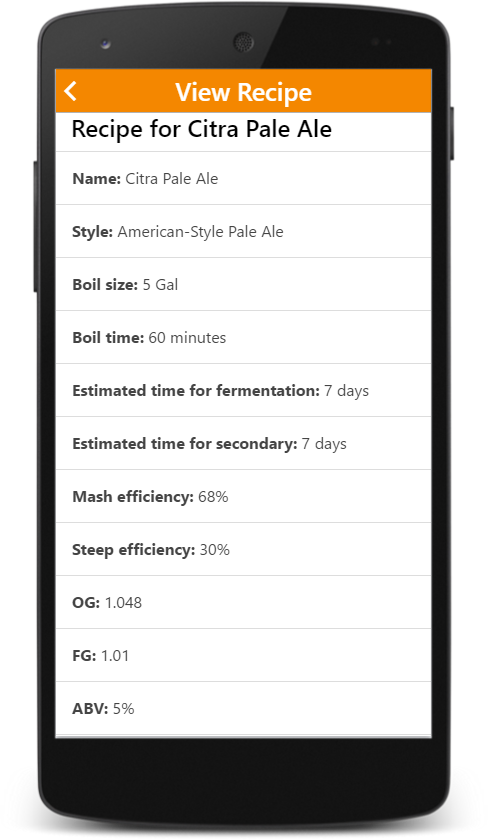 View Recipe
Recipe for Citra Pale Ale
Name: Citra Pale Ale
Style: American-Style Pale Ale
Boil size: 5 Gal
Boil time: 60 minutes
Estimated time for fermentation: 7 days
Estimated time for secondary: 7 days
Mash efficiency: 68%
Steep efficiency: 30%
OG: 1.048
FG: 1.01
ABV: 5%